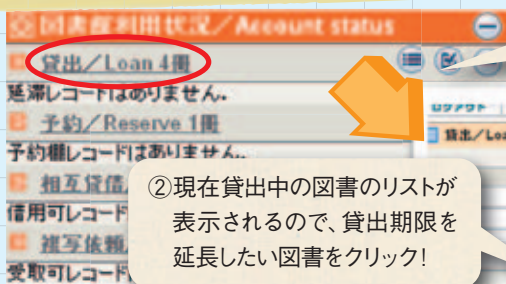 図書館利用状況／Account status
貸出／Loan 4冊
延滞レコードはありません.
予約／Reserve 1冊
予約棚レコードはありません.
相互貸借
借用可レコード
複写依頼
受取可レコード
ログアウト
貸出／Loa
②現在貸出中の図書のリストが
表示されるので、貸出期限を
延長したい図書をクリック！